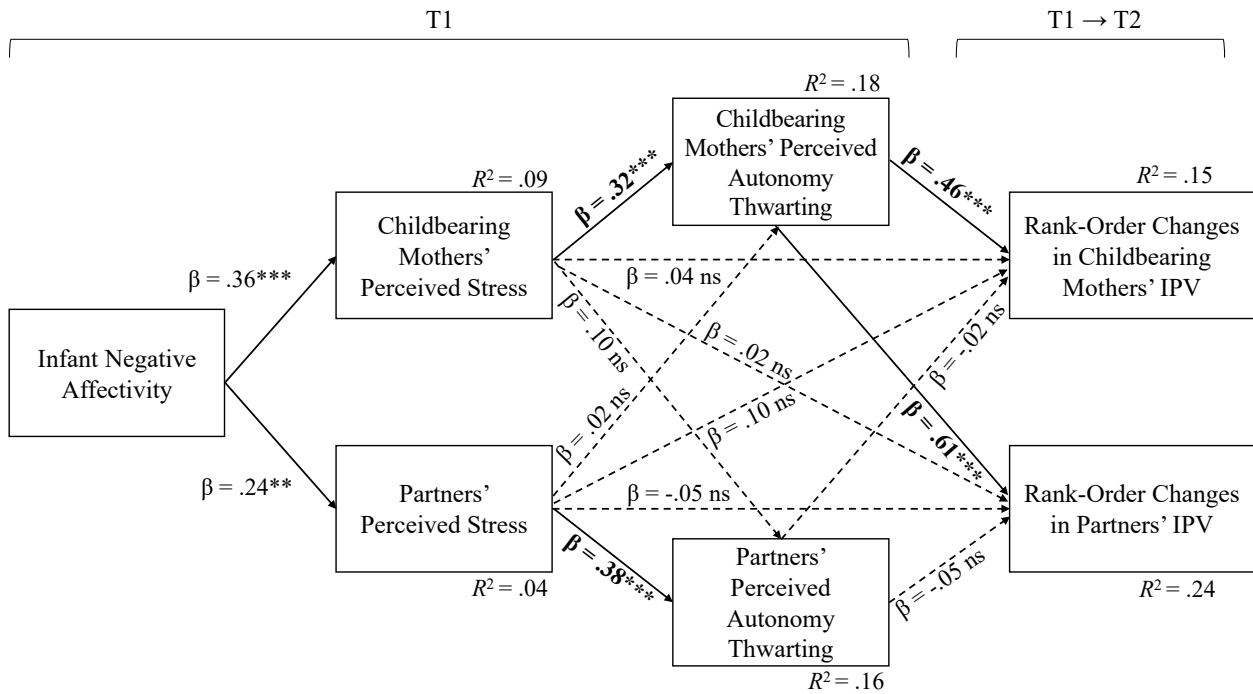 T1
T1 → T2
R² = .18
Childbearing
Mothers’ Perceived
Autonomy
Thwarting
R² = .09
Childbearing
Mothers’
Perceived Stress
R² = .15
Rank-Order Changes
in Childbearing
Mothers’ IPV
Infant Negative
Affectivity
Partners’
Perceived Stress
R² = .04
Partners’
Perceived
Autonomy
Thwarting
R² = .16
Rank-Order Changes
in Partners’ IPV
R² = .24
β = .36***
β = .24**
β = .32***
β = .46***
β = .04 ns
β = .10 ns
β = .02 ns
β = .02 ns
β = .10 ns
β = -.02 ns
β = .61***
β = -.05 ns
β = .38***
β = -.05 ns